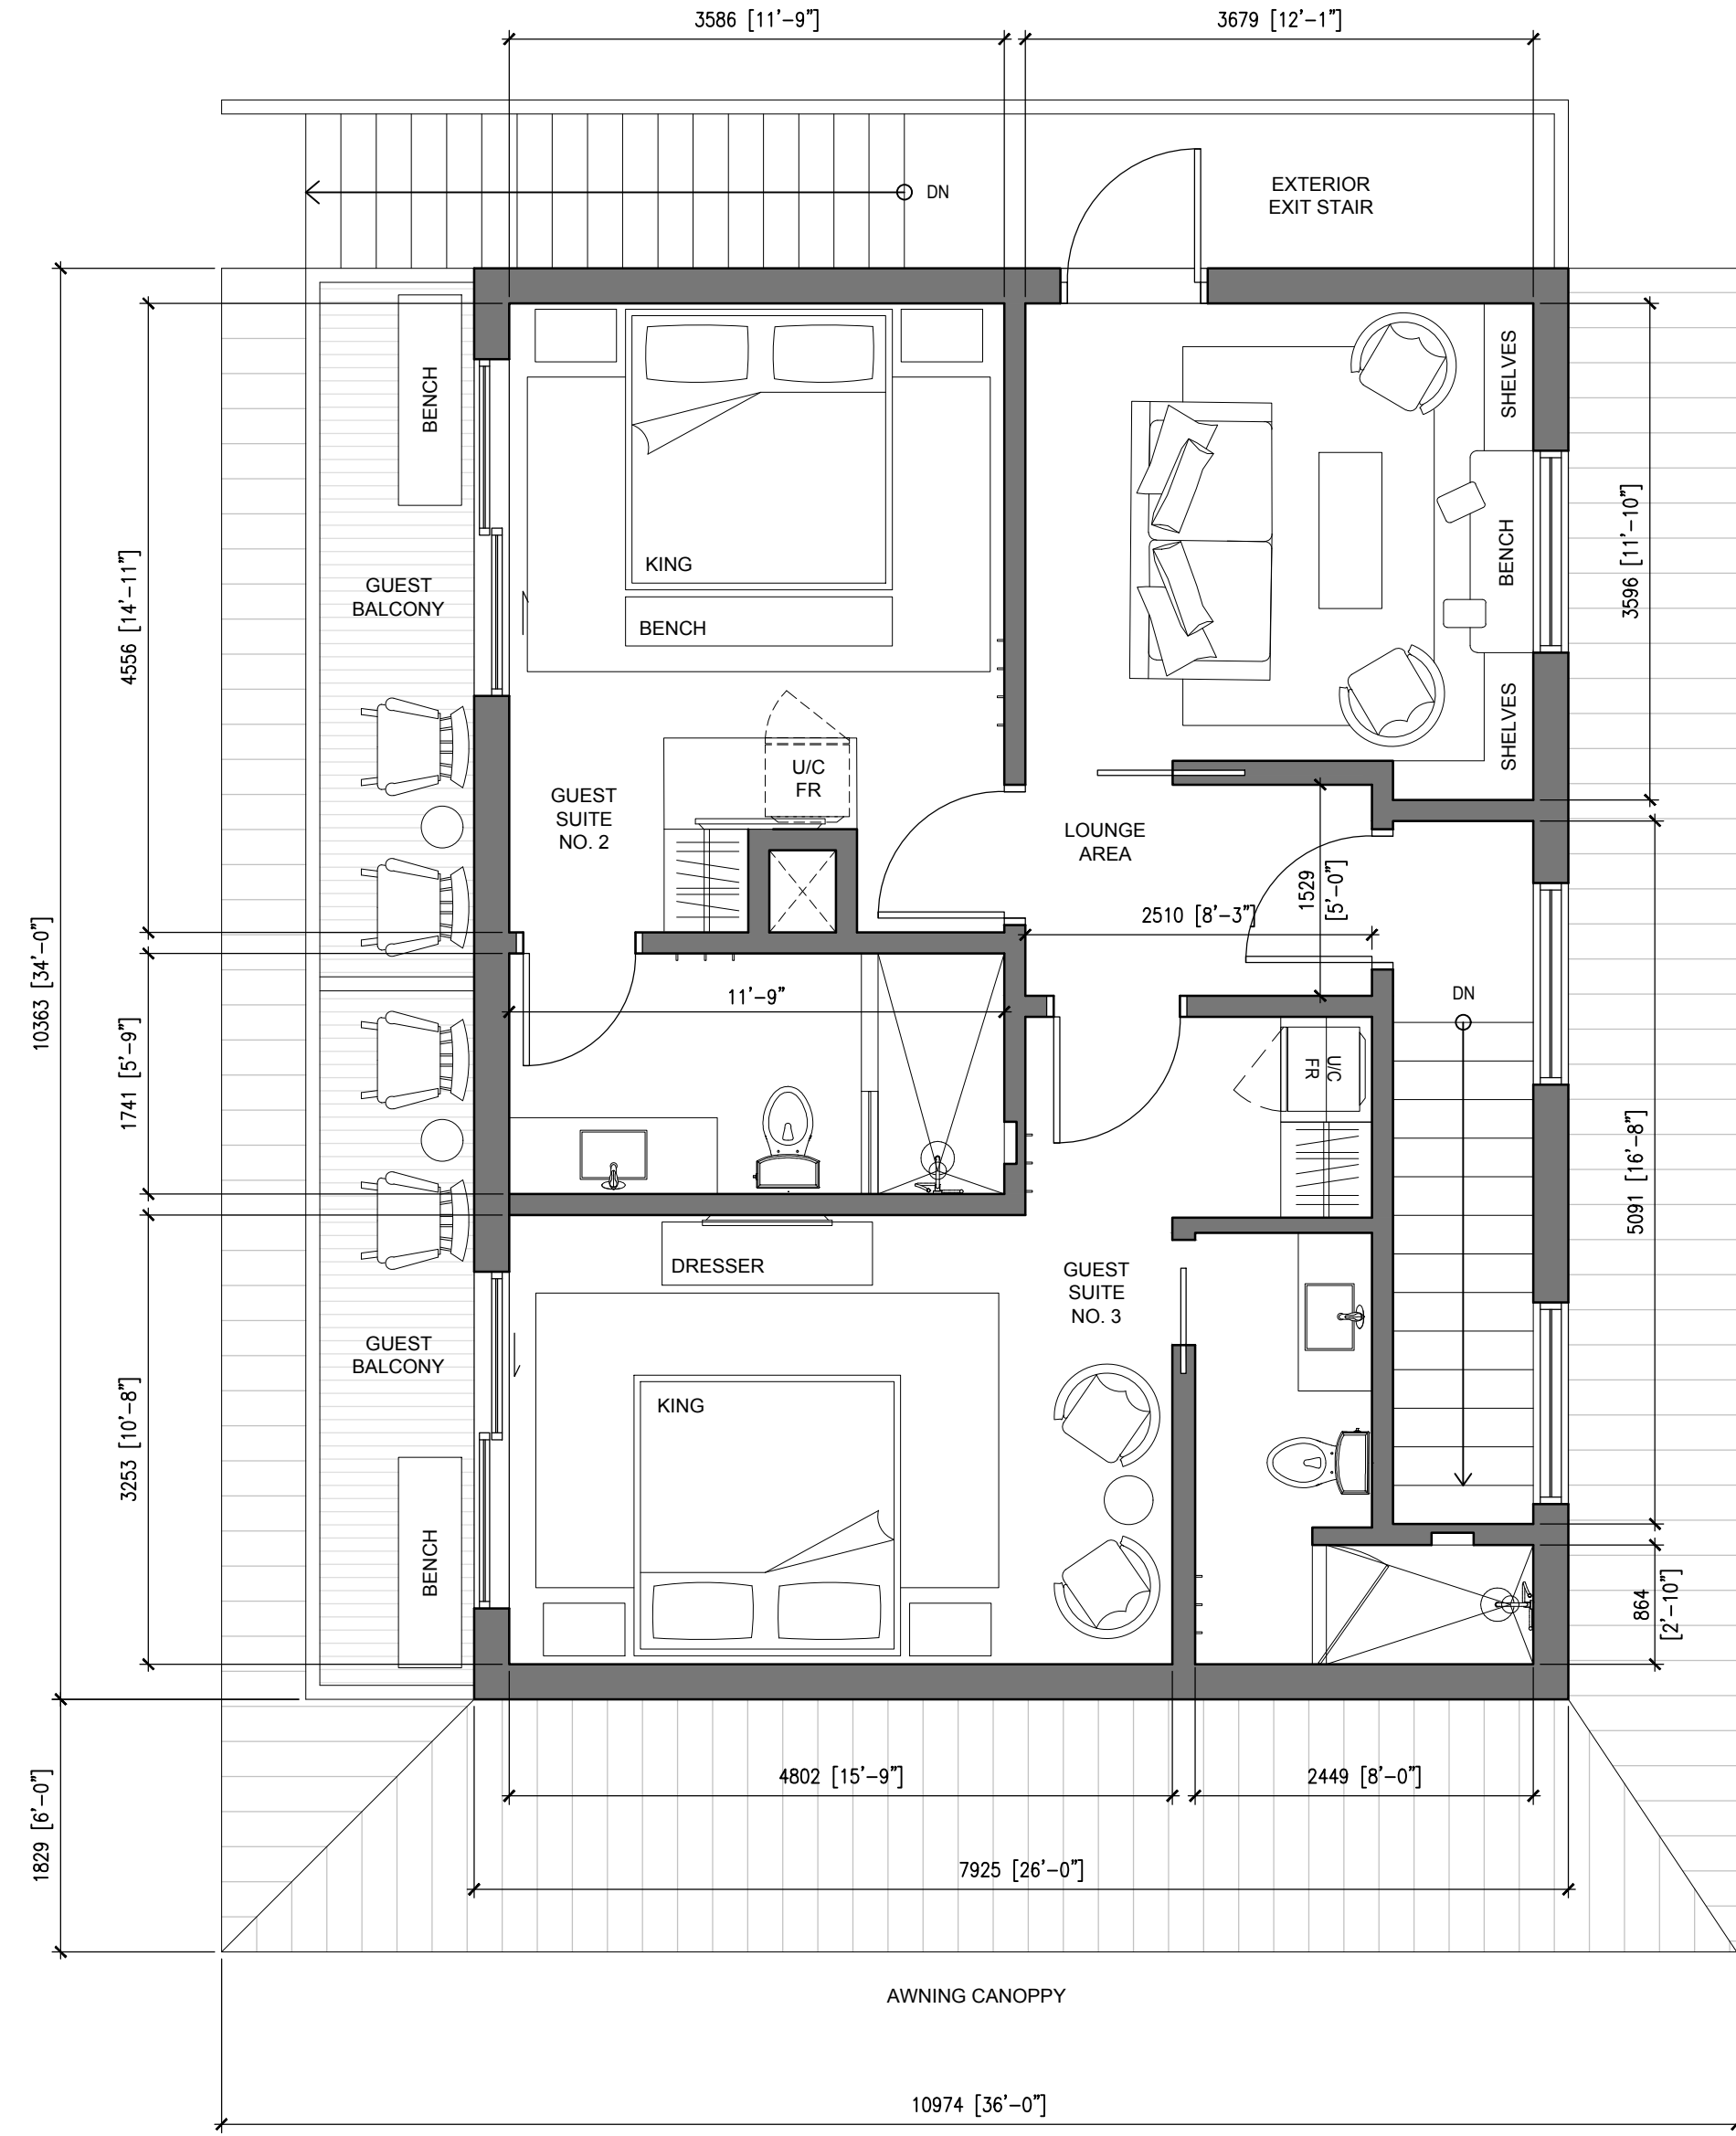 3586 [11'-9"]
3679 [12'-1"]
DN
EXTERIOR
EXIT STAIR
BENCH
SHELVES
KING
BENCH
GUEST
BALCONY
BENCH
4556 [14'-11"]
3596 [11'-10"]
SHELVES
U/C
FR
GUEST
SUITE
NO. 2
LOUNGE
AREA
1529
[5'-0"]
2510 [8'-3"]
10363 [34'-0"]
11'-9"
DN
1741 [5'-9"]
U/C
FR
5091 [16'-8"]
DRESSER
GUEST
SUITE
NO. 3
GUEST
BALCONY
KING
3253 [10'-8"]
BENCH
864
[2'-10"]
4802 [15'-9"]
2449 [8'-0"]
1829 [6'-0"]
7925 [26'-0"]
AWNING CANOPPY
10974 [36'-0"]